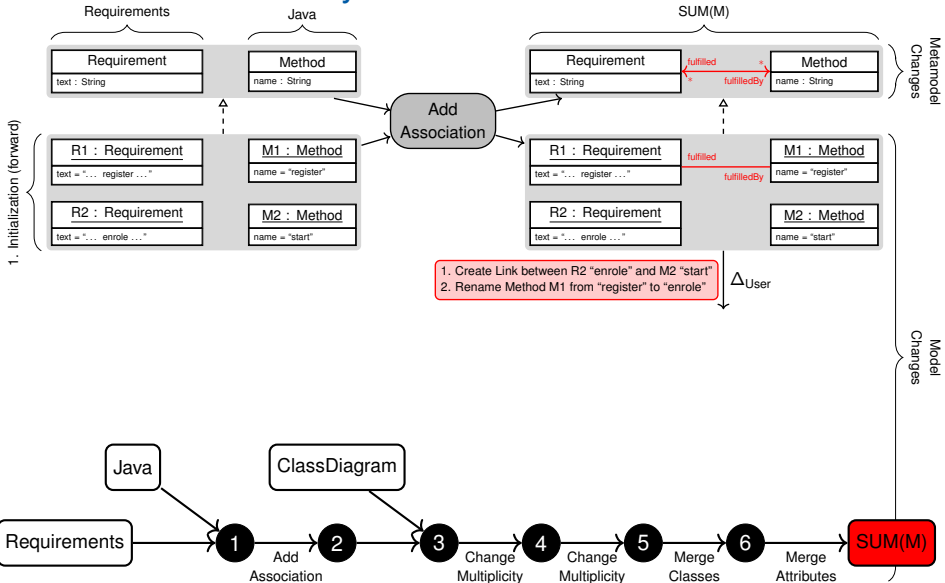 Requirements
Java
SUM(M)
Requirement
text : String
Method
name : String
Requirement
text : String
fulfilled
*
*
fulfilledBy
Method
name : String
Metamodel
Changes
Add
Association
1. Initialization (forward)
R1 : Requirement
text = “... register ...”
M1 : Method
name = “register”
R2 : Requirement
text = “... enrole ...”
M2 : Method
name = “start”
R1 : Requirement
text = “... register ...”
fulfilled
fulfilledBy
M1 : Method
name = “register”
R2 : Requirement
text = “... enrole ...”
M2 : Method
name = “start”
1. Create Link between R2 “enrole” and M2 “start”
2. Rename Method M1 from “register” to “enrole”
ΔUser
Model
Changes
Java
ClassDiagram
Requirements
1
Add
Association
2
3
Change
Multiplicity
4
Change
Multiplicity
5
Merge
Classes
6
Merge
Attributes
SUM(M)